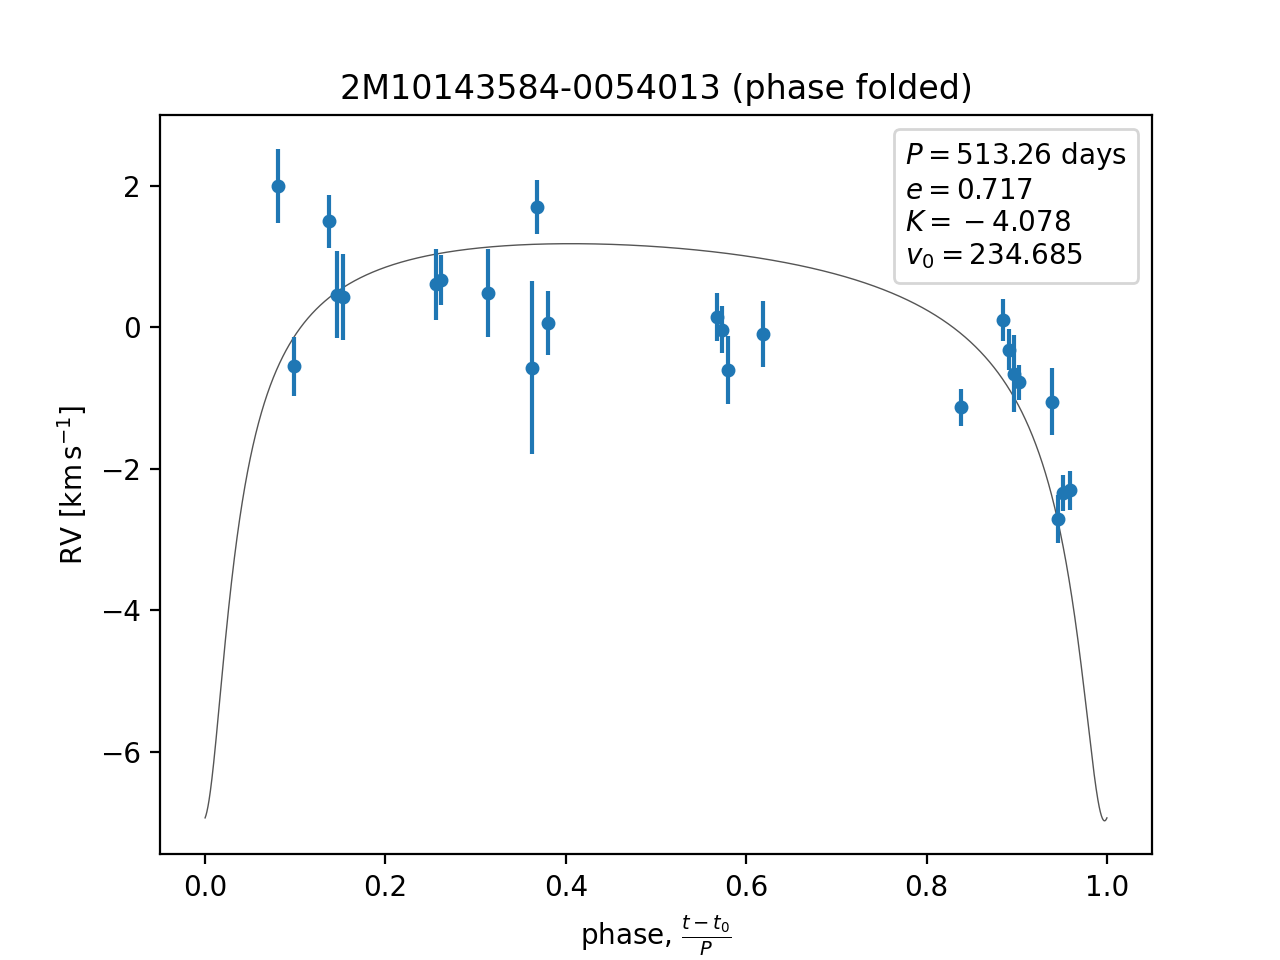 2M10143584-0054013 (phase folded)
P = 513.26 days
e = 0.717
K = −4.078
v₀ = 234.685
RV [km s⁻¹]
2
0
−2
−4
−6
0.0 0.2 0.4 0.6 0.8 1.0
phase, (t − t₀)/P